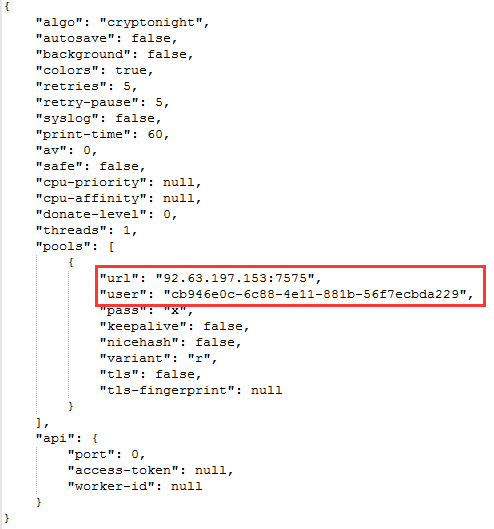 {
"algo": "cryptonight",
"autosave": false,
"background": false,
"colors": true,
"retries": 5,
"retry-pause": 5,
"syslog": false,
"print-time": 60,
"av": 0,
"safe": false,
"cpu-priority": null,
"cpu-affinity": null,
"donate-level": 0,
"threads": 1,
"pools": [
{
"url": "92.63.197.153:7575",
"user": "cb946e0c-6c88-4e11-881b-56f7ecbda229",
"pass": "x",
"keepalive": false,
"nicehash": false,
"variant": "r",
"tls": false,
"tls-fingerprint": null
}
],
"api": {
"port": 0,
"access-token": null,
"worker-id": null
}
}